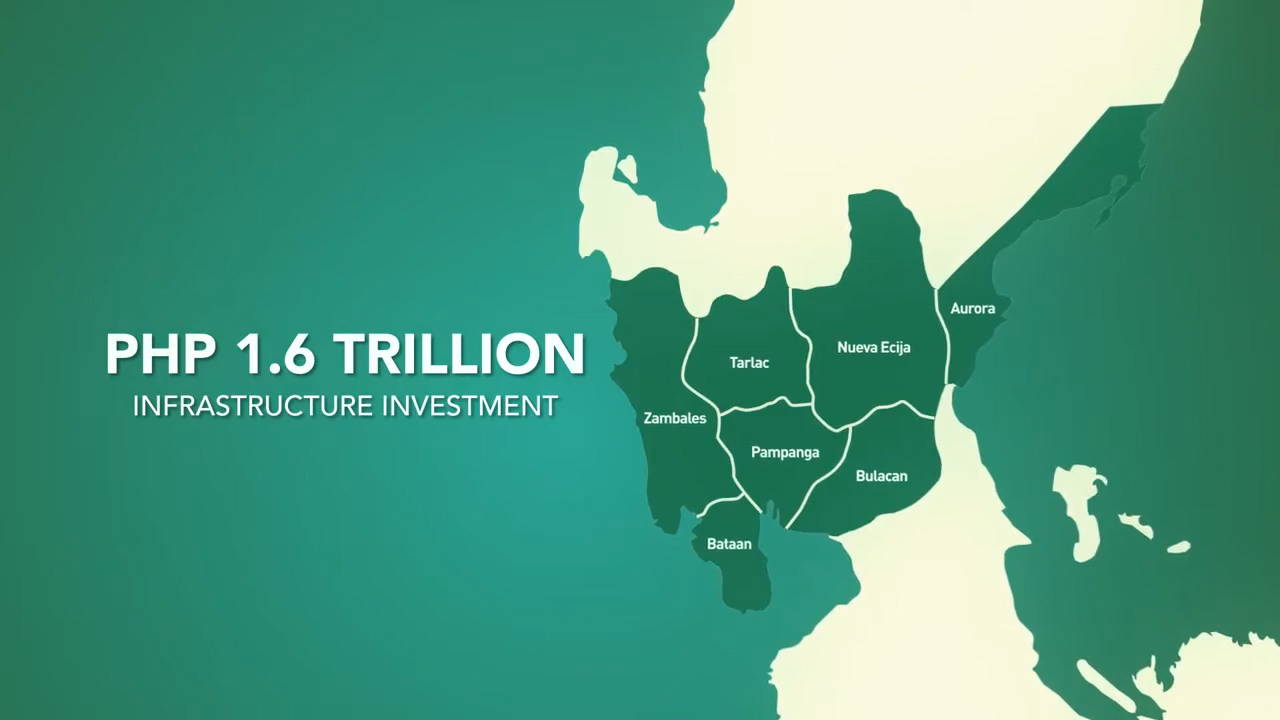 PHP 1.6 TRILLION
INFRASTRUCTURE INVESTMENT
Aurora
Nueva Ecija
Tarlac
Zambales
Pampanga
Bulacan
Bataan